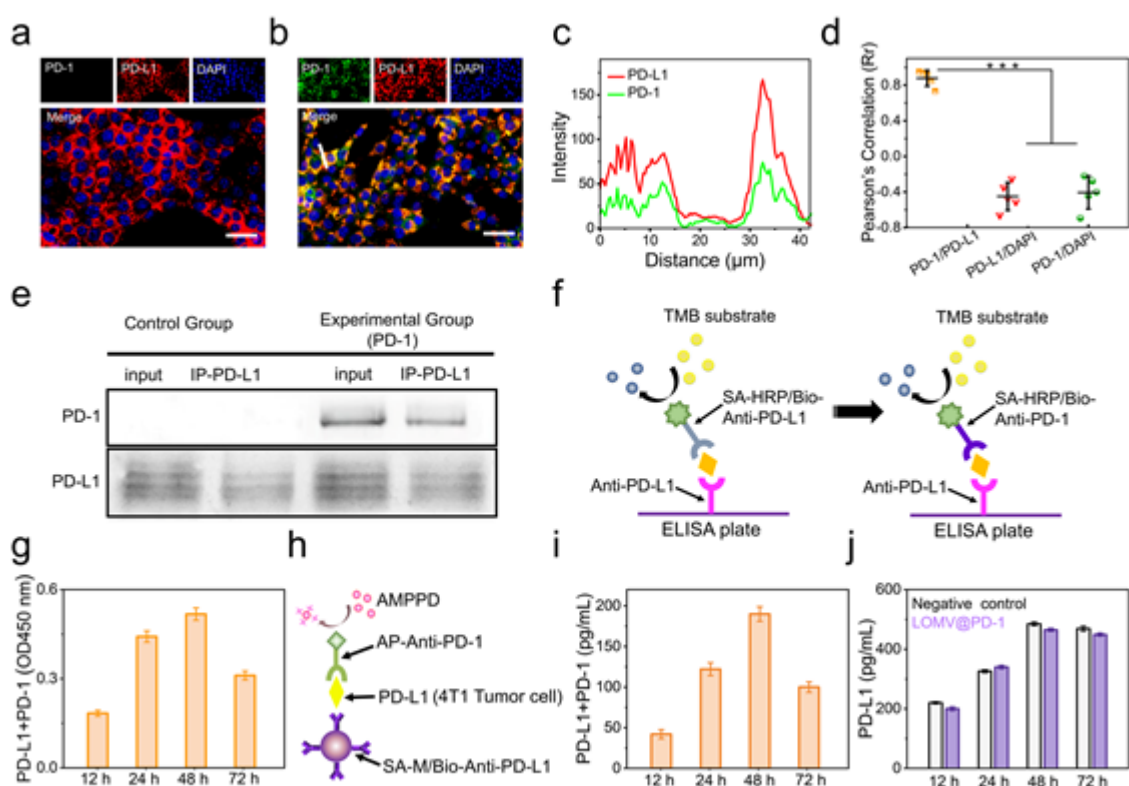 a
PD-1
PD-L1
DAPI
Merge
b
PD-1
PD-L1
DAPI
Merge
c
PD-L1
PD-1
Intensity
150
100
50
0
0 10 20 30 40
Distance (μm)
d
***
Pearson's Correlation (Rr)
0.8
0.4
0.0
-0.4
-0.8
PD-1/PD-L1
PD-L1/DAPI
PD-1/DAPI
e
Control Group
Experimental Group
(PD-1)
input IP-PD-L1 input IP-PD-L1
PD-1
PD-L1
f
TMB substrate
SA-HRP/Bio-
Anti-PD-L1
Anti-PD-L1
ELISA plate
TMB substrate
SA-HRP/Bio-
Anti-PD-1
Anti-PD-L1
ELISA plate
g
PD-L1+PD-1 (OD450 nm)
0.6
0.3
0.0
12 h 24 h 48 h 72 h
h
AMPPD
AP-Anti-PD-1
PD-L1 (4T1 Tumor cell)
SA-M/Bio-Anti-PD-L1
i
PD-L1+PD-1 (pg/mL)
200
150
100
50
0
12 h 24 h 48 h 72 h
j
Negative control
LOMV@PD-1
PD-L1 (pg/mL)
600
400
200
0
12 h 24 h 48 h 72 h